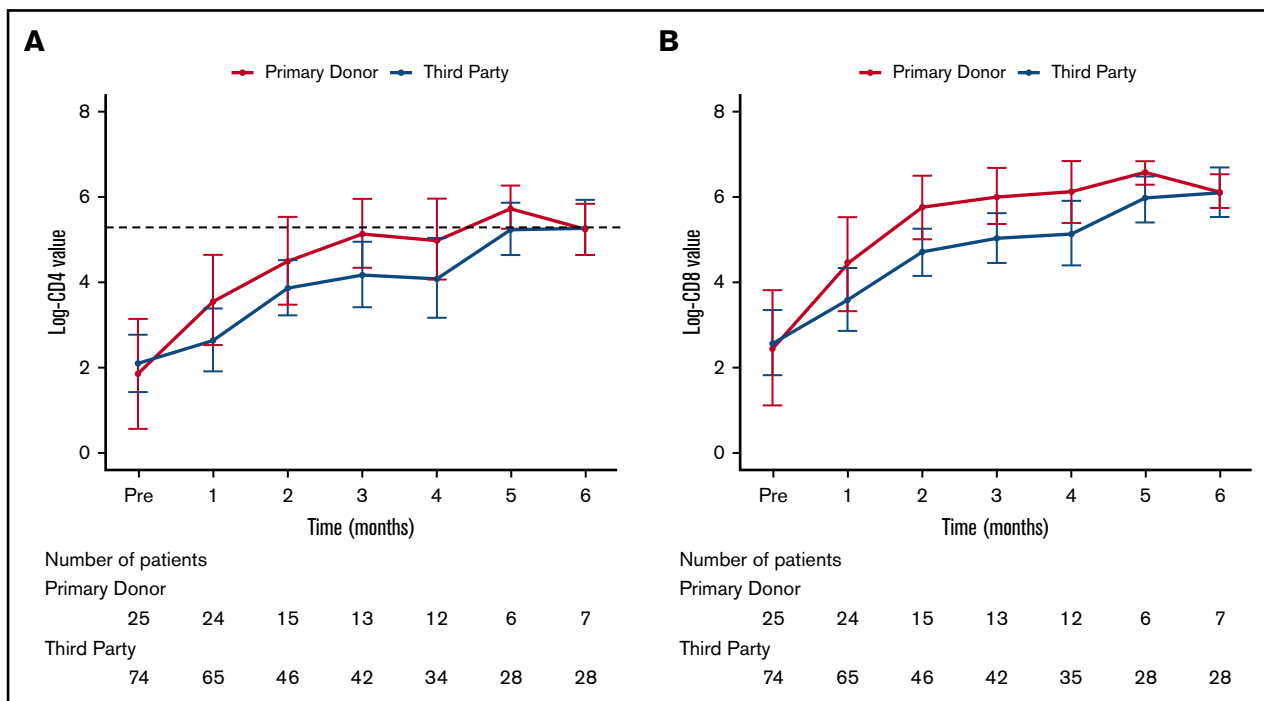 A
Primary Donor Third Party
8
6
4
2
0
Log-CD4 value
Pre 1 2 3 4 5 6
Time (months)
Number of patients
Primary Donor
25 24 15 13 12 6 7
Third Party
74 65 46 42 34 28 28
B
Primary Donor Third Party
8
6
4
2
0
Log-CD8 value
Pre 1 2 3 4 5 6
Time (months)
Number of patients
Primary Donor
25 24 15 13 12 6 7
Third Party
74 65 46 42 35 28 28